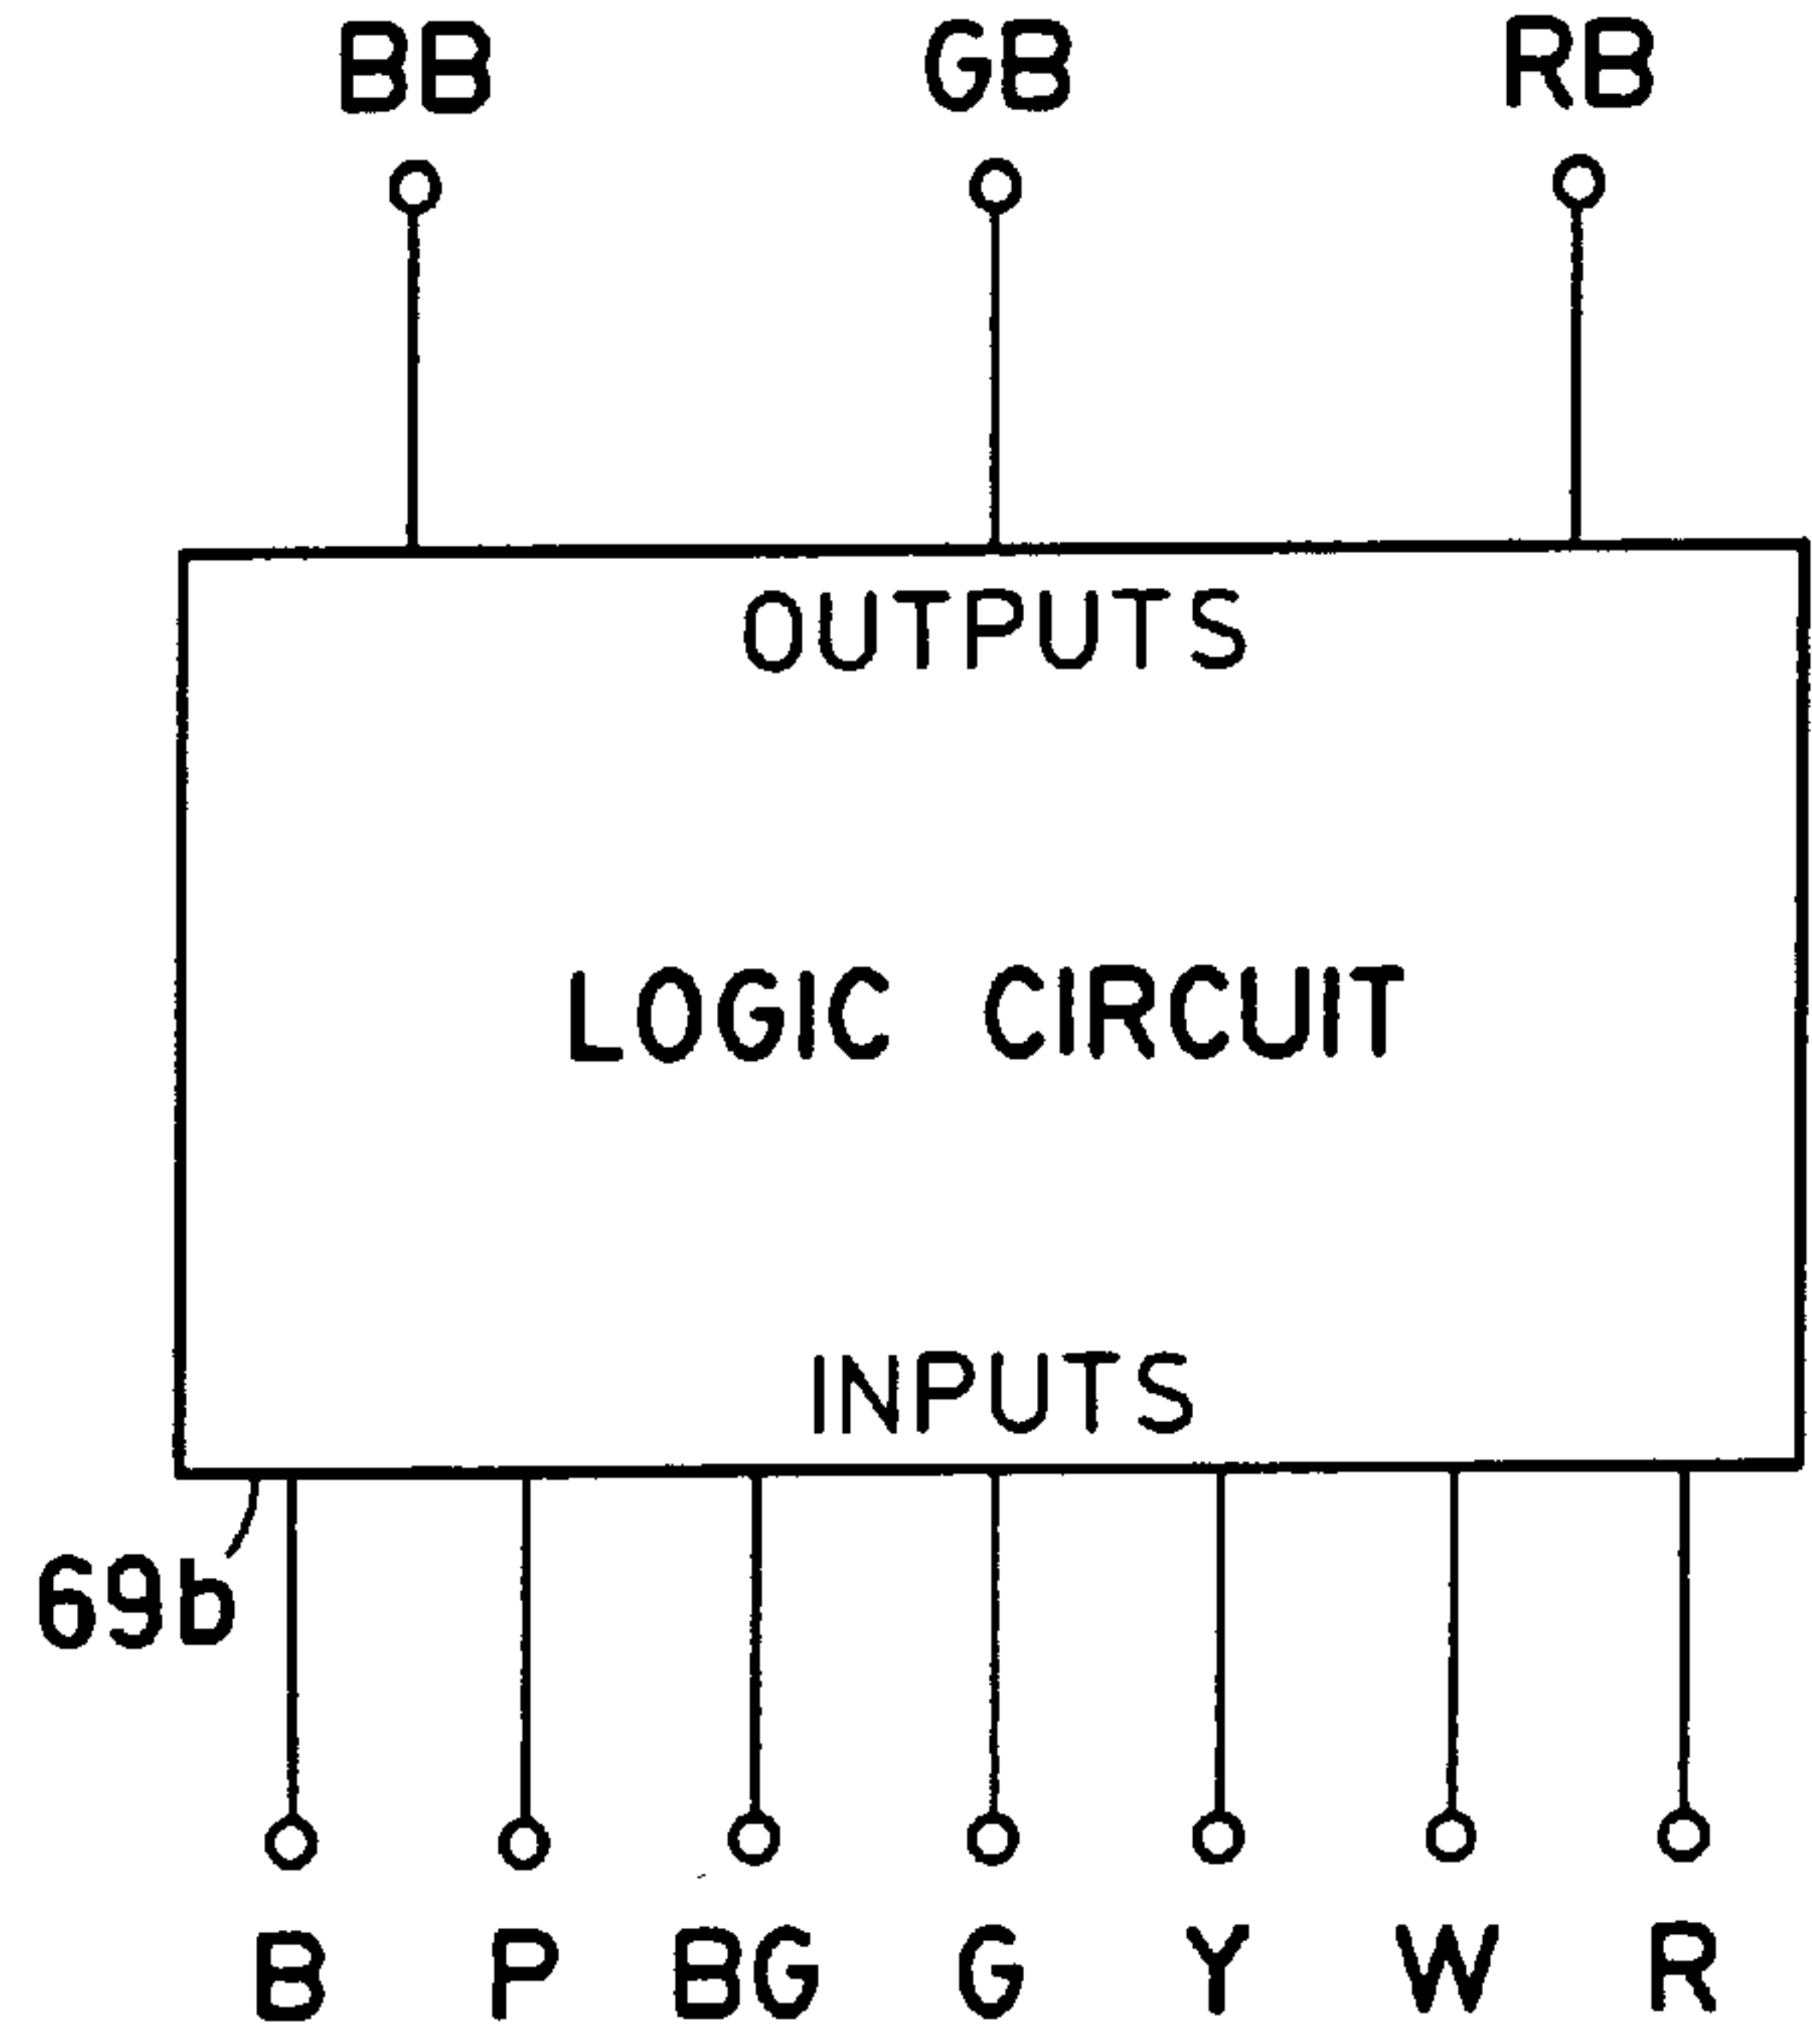 BB GB RB
OUTPUTS
LOGIC CIRCUIT
INPUTS
69b
B P BG G Y W R